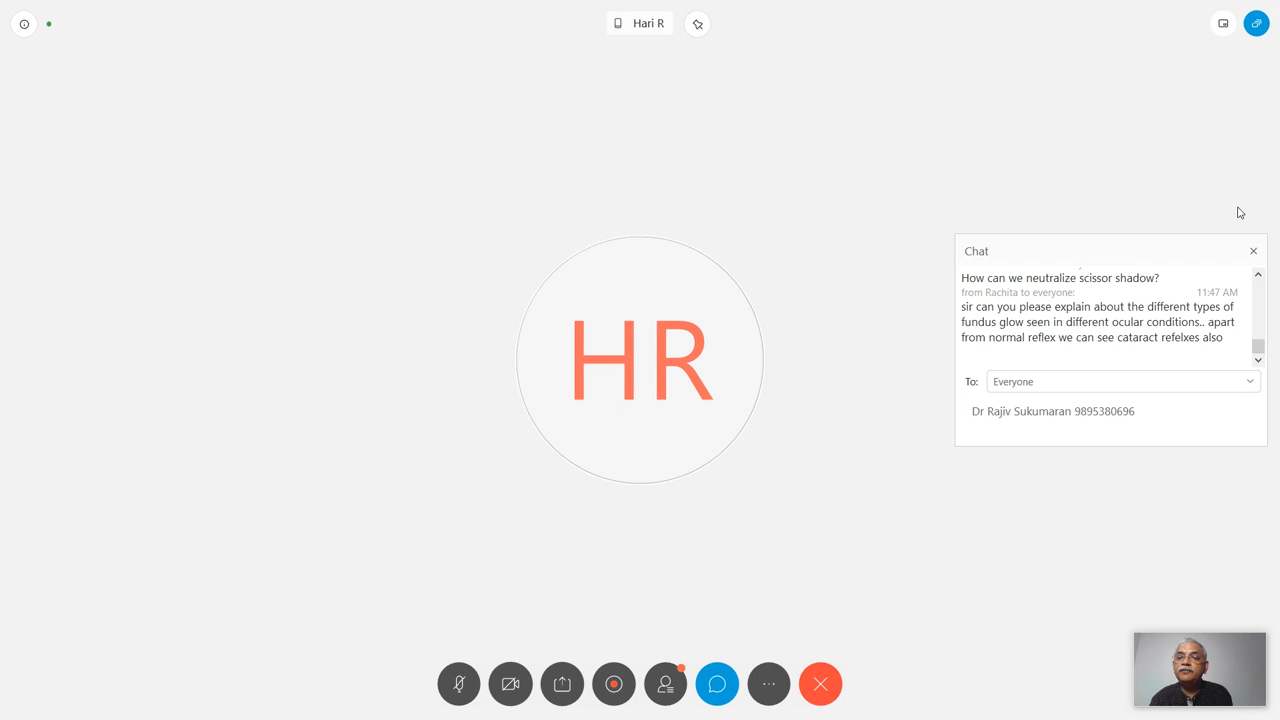 Hari R
HR
Chat
How can we neutralize scissor shadow?
from Rachita to everyone:
11:47 AM
sir can you please explain about the different types of
fundus glow seen in different ocular conditions.. apart
from normal reflex we can see cataract refelxes also
To:
Everyone
Dr Rajiv Sukumaran 9895380696